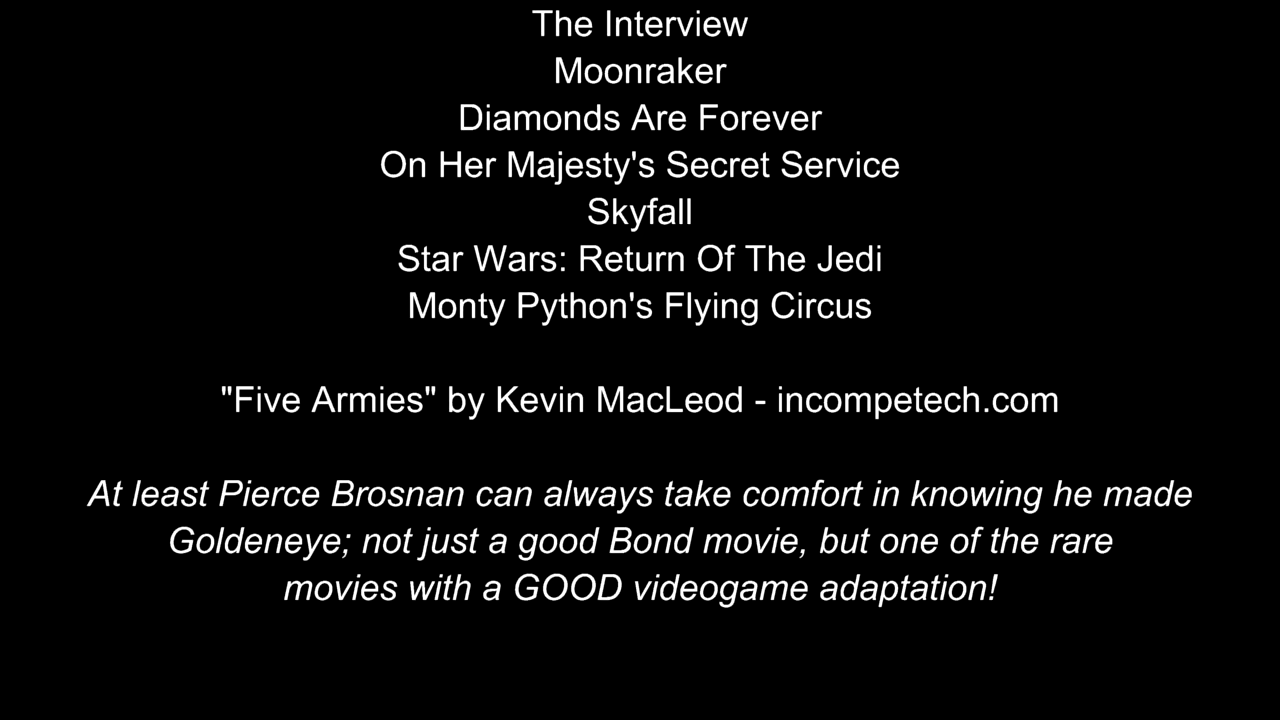 The Interview
Moonraker
Diamonds Are Forever
On Her Majesty's Secret Service
Skyfall
Star Wars: Return Of The Jedi
Monty Python's Flying Circus
"Five Armies" by Kevin MacLeod - incompetech.com
At least Pierce Brosnan can always take comfort in knowing he made
Goldeneye; not just a good Bond movie, but one of the rare
movies with a GOOD videogame adaptation!